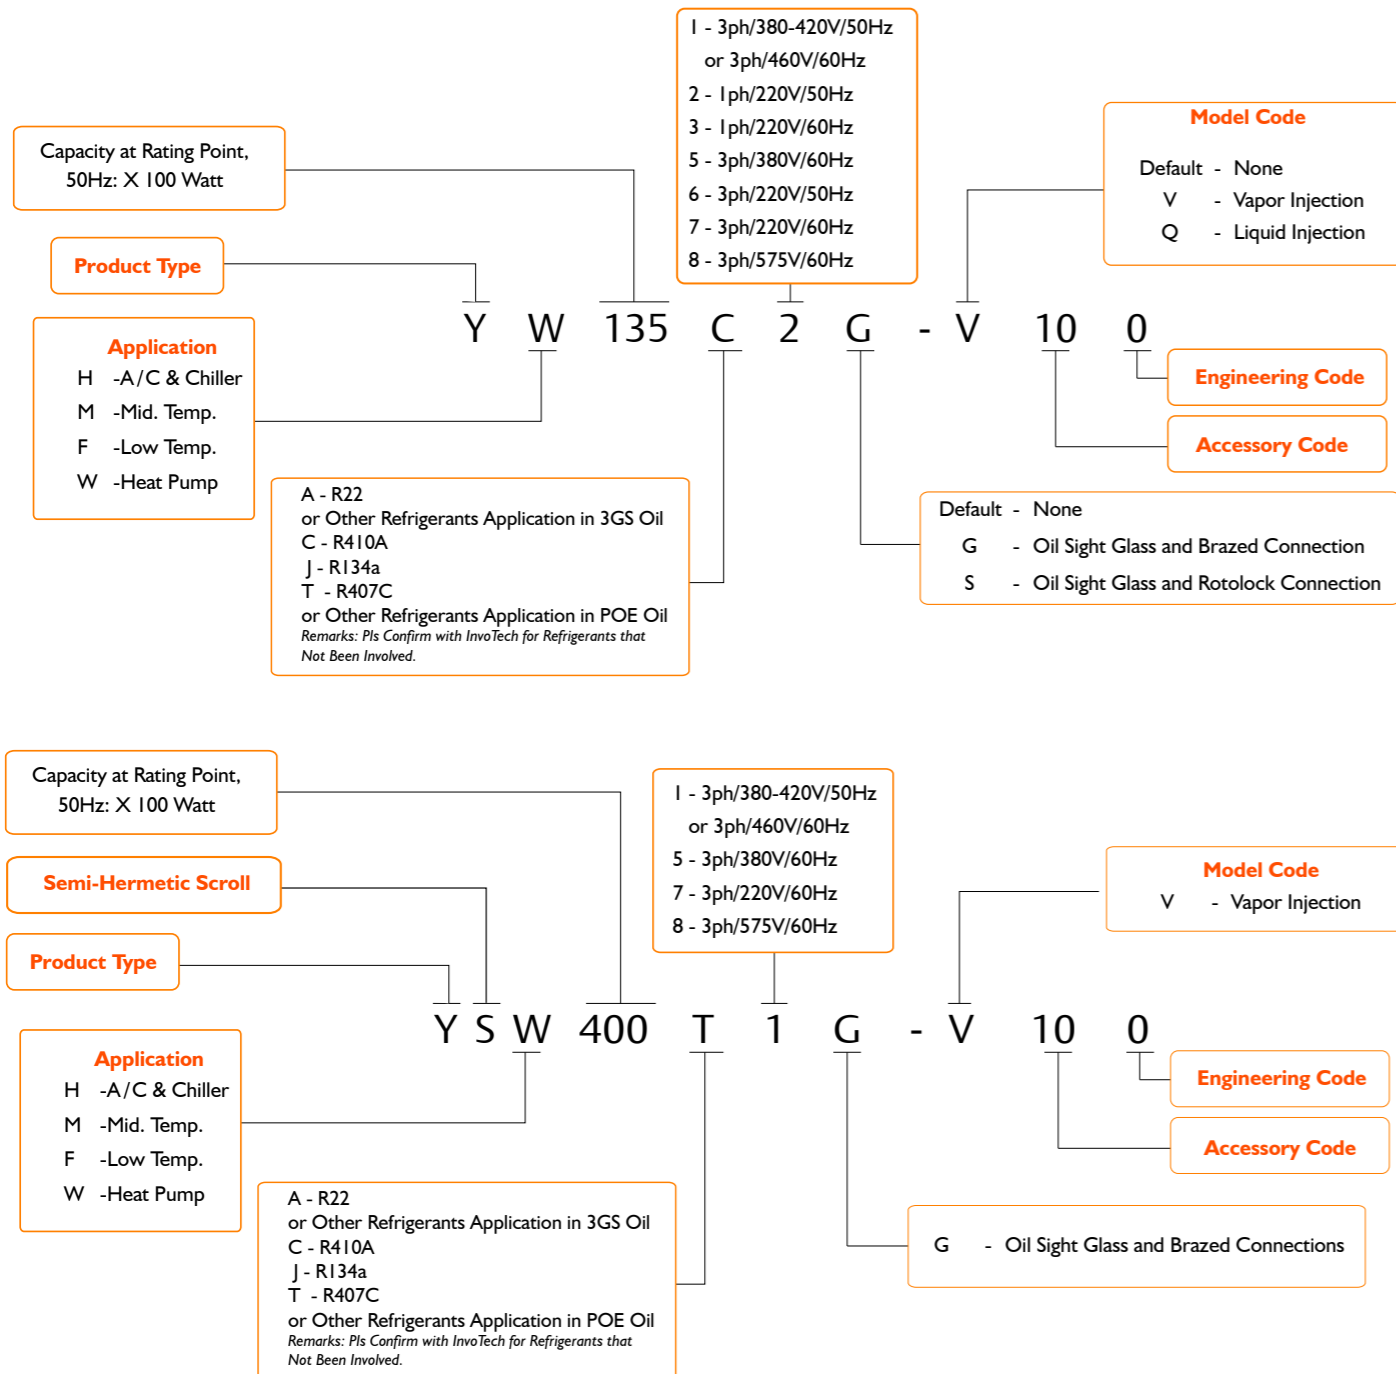 1 - 3ph/380-420V/50Hz
or 3ph/460V/60Hz
2 - 1ph/220V/50Hz
3 - 1ph/220V/60Hz
5 - 3ph/380V/60Hz
6 - 3ph/220V/50Hz
7 - 3ph/220V/60Hz
8 - 3ph/575V/60Hz
Capacity at Rating Point,
50Hz: X 100 Watt
Model Code
Default - None
V - Vapor Injection
Q - Liquid Injection
Product Type
Y W 135 C 2 G - V 10 0
Application
H -A/C & Chiller
M -Mid. Temp.
F -Low Temp.
W -Heat Pump
Engineering Code
Accessory Code
A - R22
or Other Refrigerants Application in 3GS Oil
C - R410A
J - R134a
T - R407C
or Other Refrigerants Application in POE Oil
Remarks: Pls Confirm with InvoTech for Refrigerants that
Not Been Involved.
Default - None
G - Oil Sight Glass and Brazed Connection
S - Oil Sight Glass and Rotolock Connection
Capacity at Rating Point,
50Hz: X 100 Watt
1 - 3ph/380-420V/50Hz
or 3ph/460V/60Hz
5 - 3ph/380V/60Hz
7 - 3ph/220V/60Hz
8 - 3ph/575V/60Hz
Semi-Hermetic Scroll
Model Code
V - Vapor Injection
Product Type
Y S W 400 T 1 G - V 10 0
Application
H -A/C & Chiller
M -Mid. Temp.
F -Low Temp.
W -Heat Pump
Engineering Code
Accessory Code
A - R22
or Other Refrigerants Application in 3GS Oil
C - R410A
J - R134a
T - R407C
or Other Refrigerants Application in POE Oil
Remarks: Pls Confirm with InvoTech for Refrigerants that
Not Been Involved.
G - Oil Sight Glass and Brazed Connections